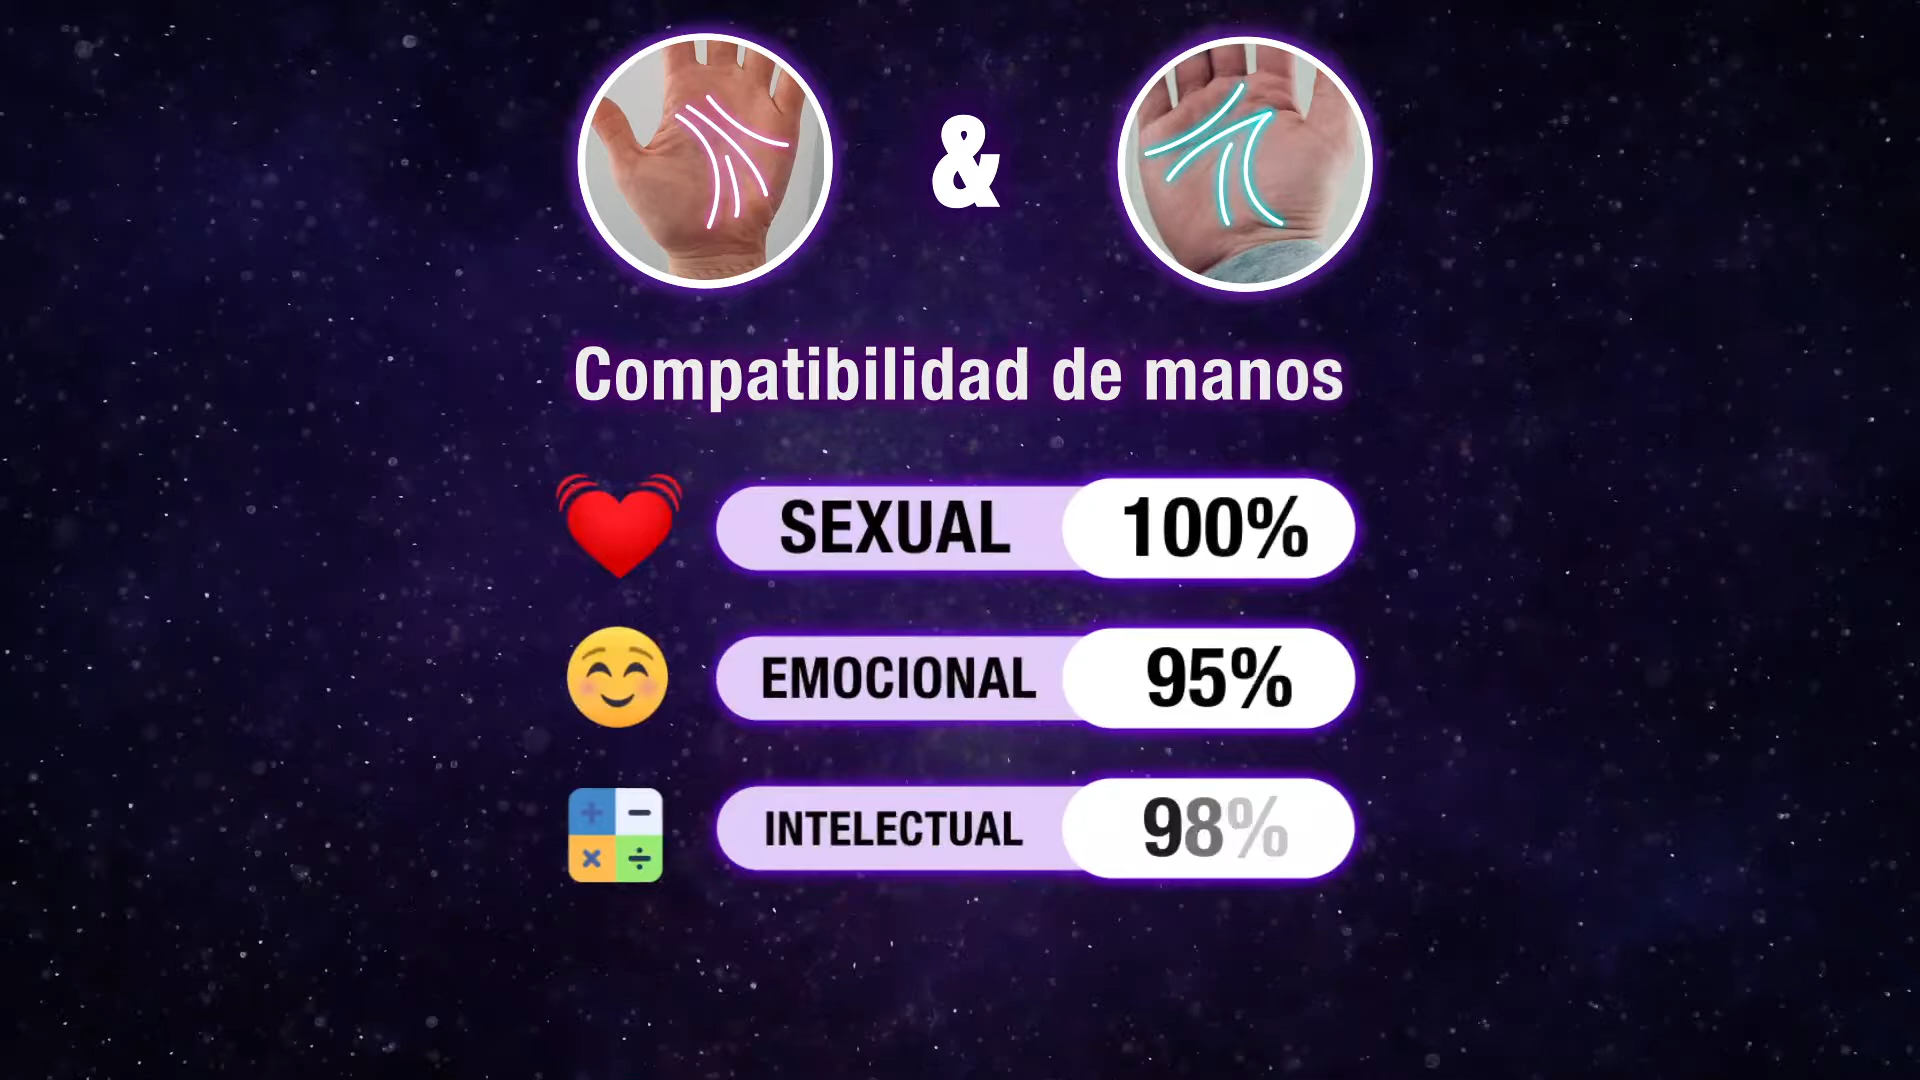 &
Compatibilidad de manos
SEXUAL 100%
EMOCIONAL 95%
INTELECTUAL 98%